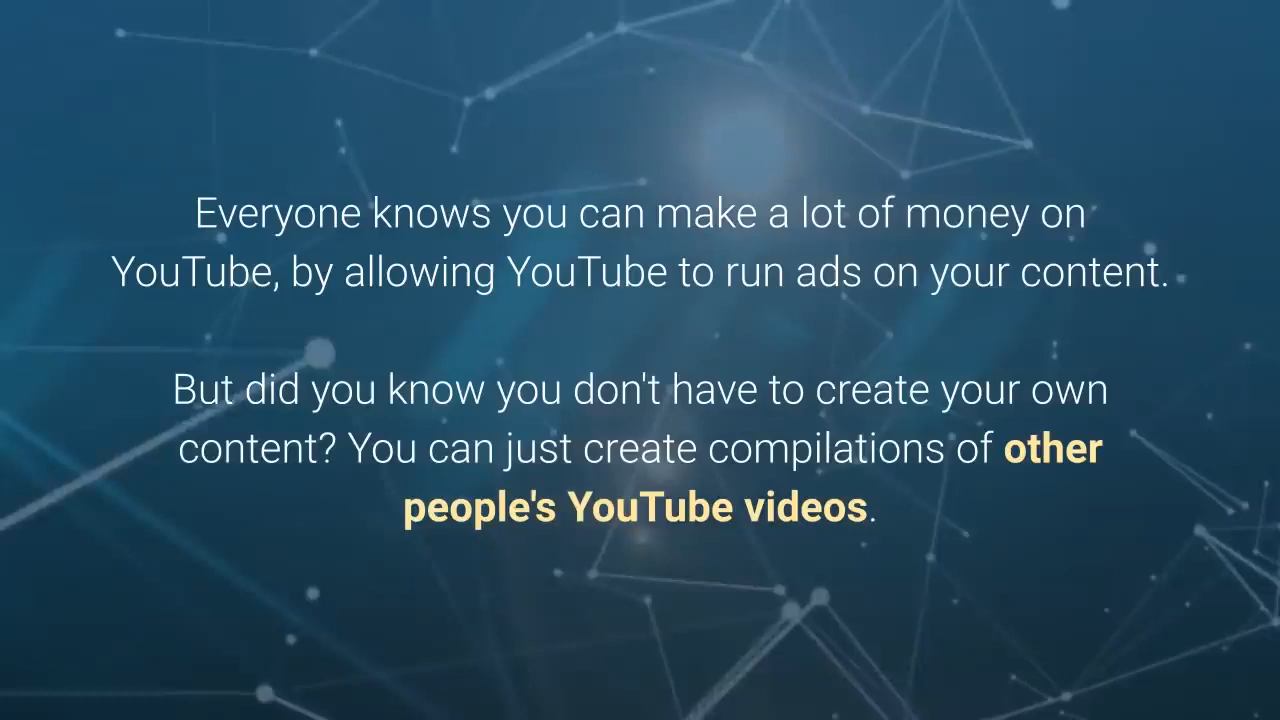 Everyone knows you can make a lot of money on
YouTube, by allowing YouTube to run ads on your content.
But did you know you don't have to create your own
content? You can just create compilations of other
people's YouTube videos.